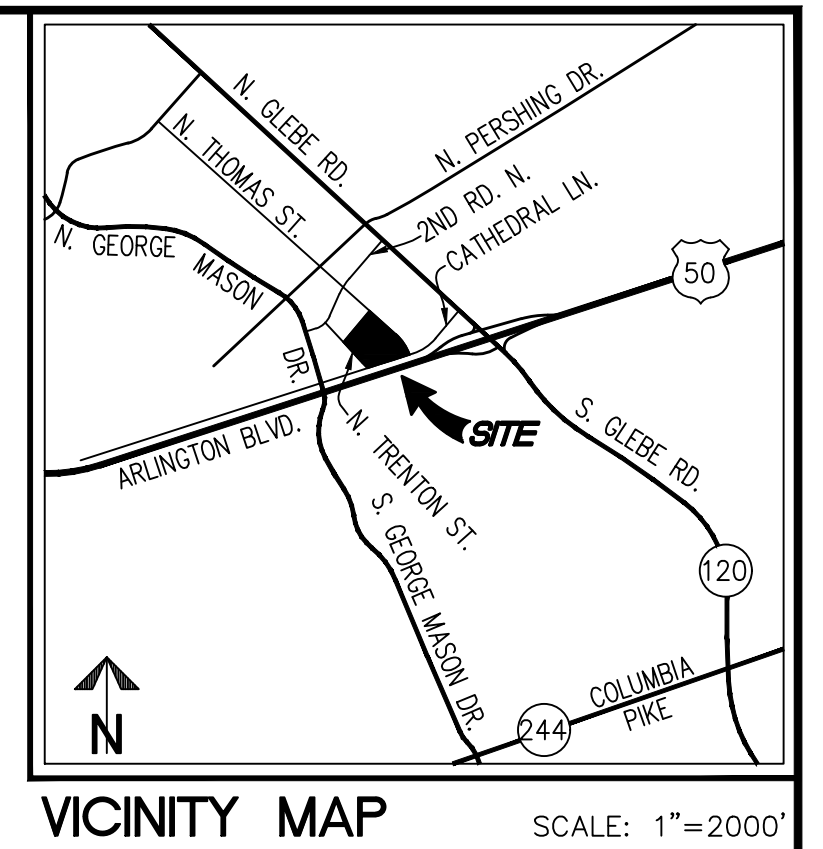 N. GLEBE RD.
N. PERSHING DR.
N. THOMAS ST.
2ND RD. N.
CATHEDRAL LN.
N. GEORGE MASON DR.
50
ARLINGTON BLVD.
N. TRENTON ST.
SITE
S. GLEBE RD.
S. GEORGE MASON DR.
120
COLUMBIA
PIKE
244
N
VICINITY MAP
SCALE: 1"=2000'